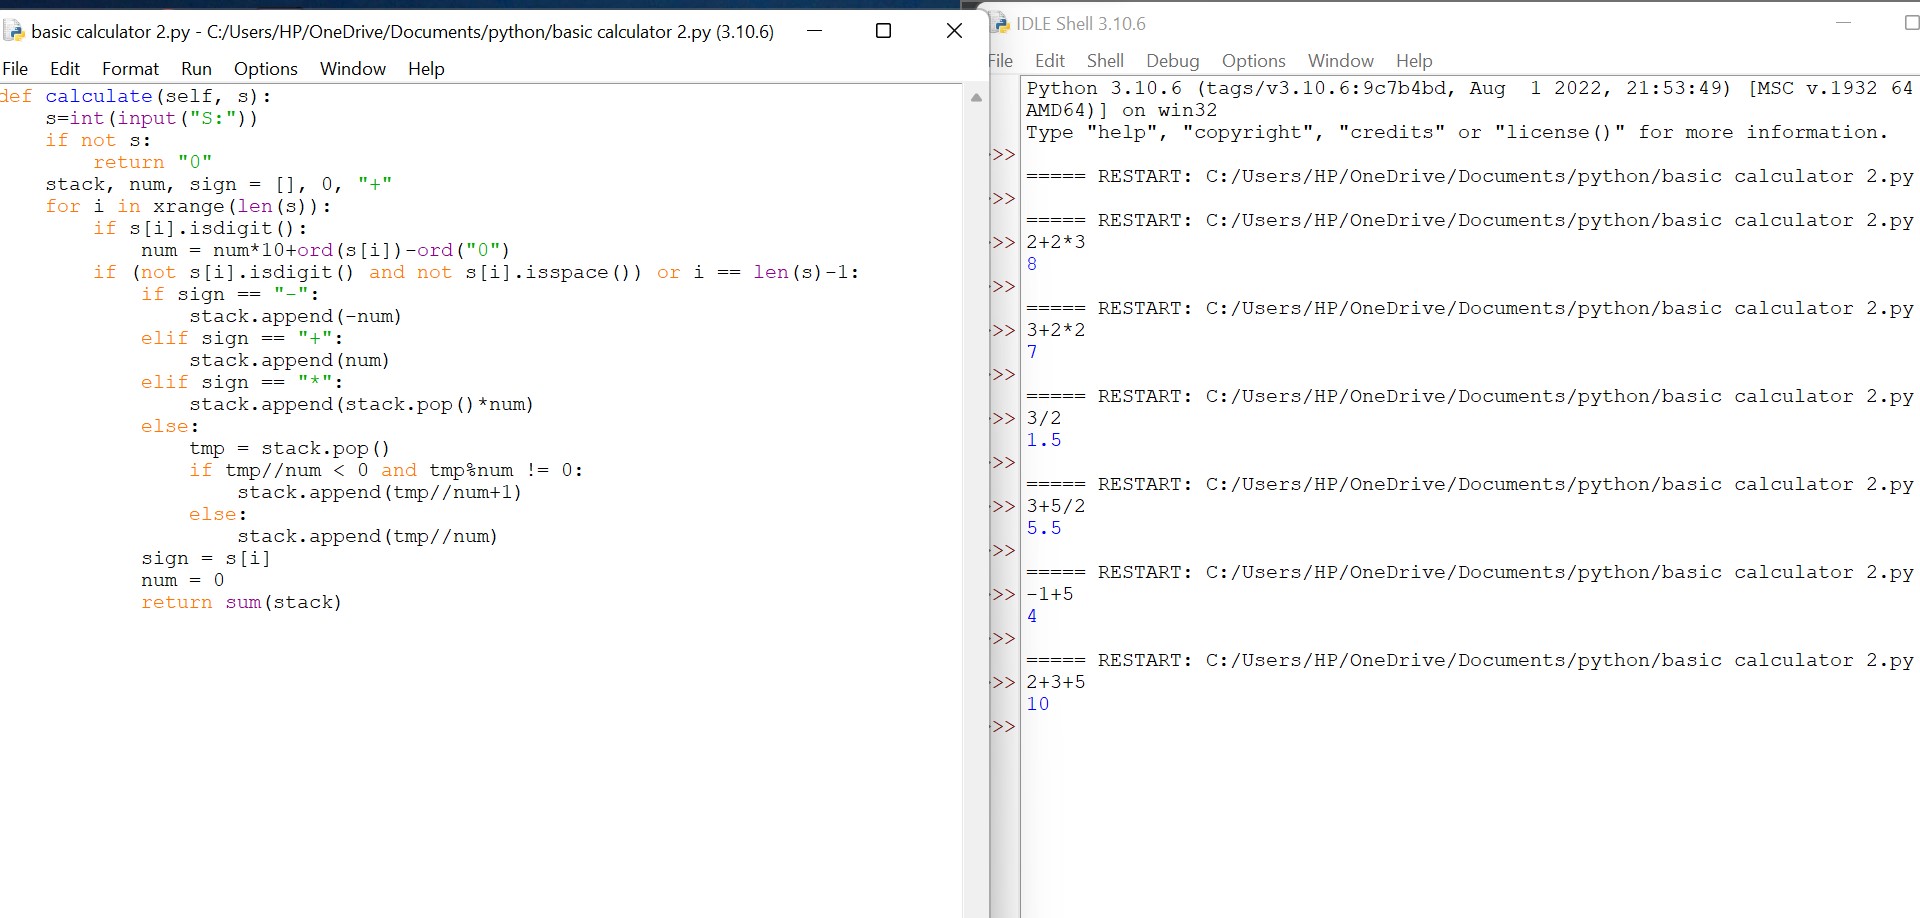 basic calculator 2.py - C:/Users/HP/OneDrive/Documents/python/basic calculator 2.py (3.10.6)
File Edit Format Run Options Window Help
def calculate(self, s):
    s=int(input("S:"))
    if not s:
        return "0"
    stack, num, sign = [], 0, "+"
    for i in xrange(len(s)):
        if s[i].isdigit():
            num = num*10+ord(s[i])-ord("0")
        if (not s[i].isdigit() and not s[i].isspace()) or i == len(s)-1:
            if sign == "-":
                stack.append(-num)
            elif sign == "+":
                stack.append(num)
            elif sign == "*":
                stack.append(stack.pop()*num)
            else:
                tmp = stack.pop()
                if tmp//num < 0 and tmp%num != 0:
                    stack.append(tmp//num+1)
                else:
                    stack.append(tmp//num)
            sign = s[i]
            num = 0
            return sum(stack)
IDLE Shell 3.10.6
File Edit Shell Debug Options Window Help
Python 3.10.6 (tags/v3.10.6:9c7b4bd, Aug  1 2022, 21:53:49) [MSC v.1932 64
AMD64)] on win32
Type "help", "copyright", "credits" or "license()" for more information.
>>
===== RESTART: C:/Users/HP/OneDrive/Documents/python/basic calculator 2.py
>>
===== RESTART: C:/Users/HP/OneDrive/Documents/python/basic calculator 2.py
>> 2+2*3
8
>>
===== RESTART: C:/Users/HP/OneDrive/Documents/python/basic calculator 2.py
>> 3+2*2
7
>>
===== RESTART: C:/Users/HP/OneDrive/Documents/python/basic calculator 2.py
>> 3/2
1.5
>>
===== RESTART: C:/Users/HP/OneDrive/Documents/python/basic calculator 2.py
>> 3+5/2
5.5
>>
===== RESTART: C:/Users/HP/OneDrive/Documents/python/basic calculator 2.py
>> -1+5
4
>>
===== RESTART: C:/Users/HP/OneDrive/Documents/python/basic calculator 2.py
>> 2+3+5
10
>>